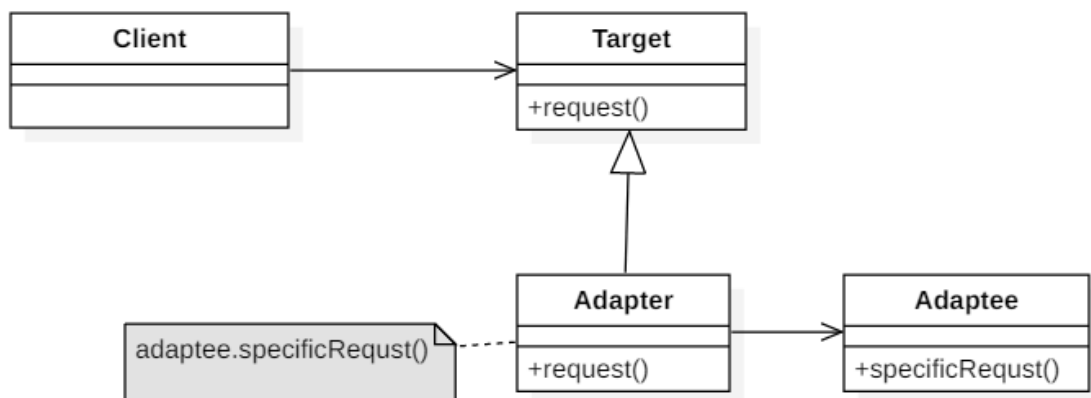 Client
Target
+request()
Adapter
Adaptee
adaptee.specificRequst()
+request()
+specificRequst()